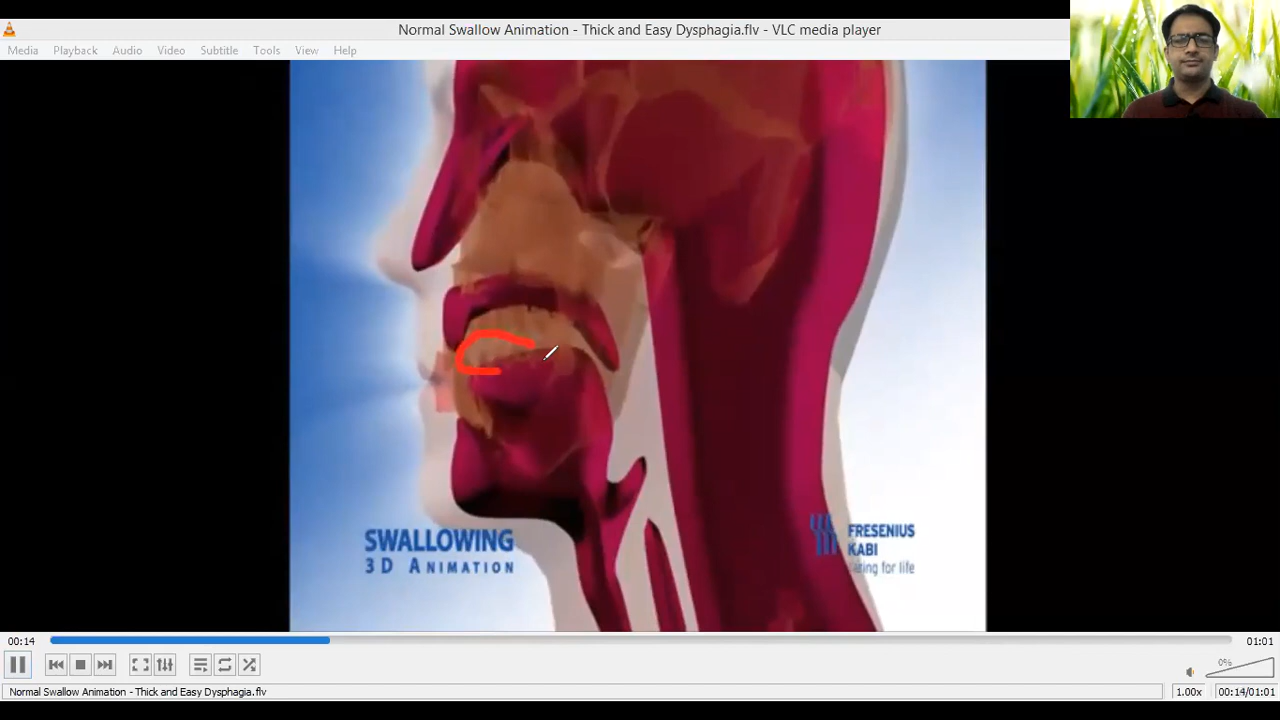 Normal Swallow Animation - Thick and Easy Dysphagia.flv - VLC media player
Media Playback Audio Video Subtitle Tools View Help
SWALLOWING
3D ANIMATION
FRESENIUS
KABI
caring for life
00:14
01:01
0%
Normal Swallow Animation - Thick and Easy Dysphagia.flv
1.00x
00:14/01:01